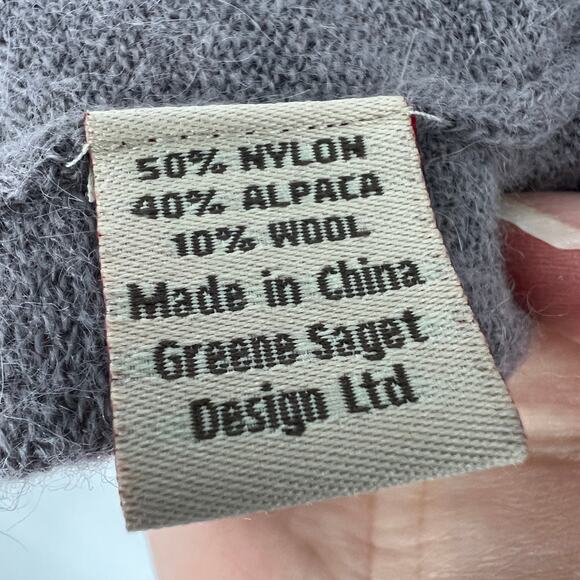 50% NYLON
40% ALPACA
10% WOOL
Made in China
Greene Saget
Design Ltd